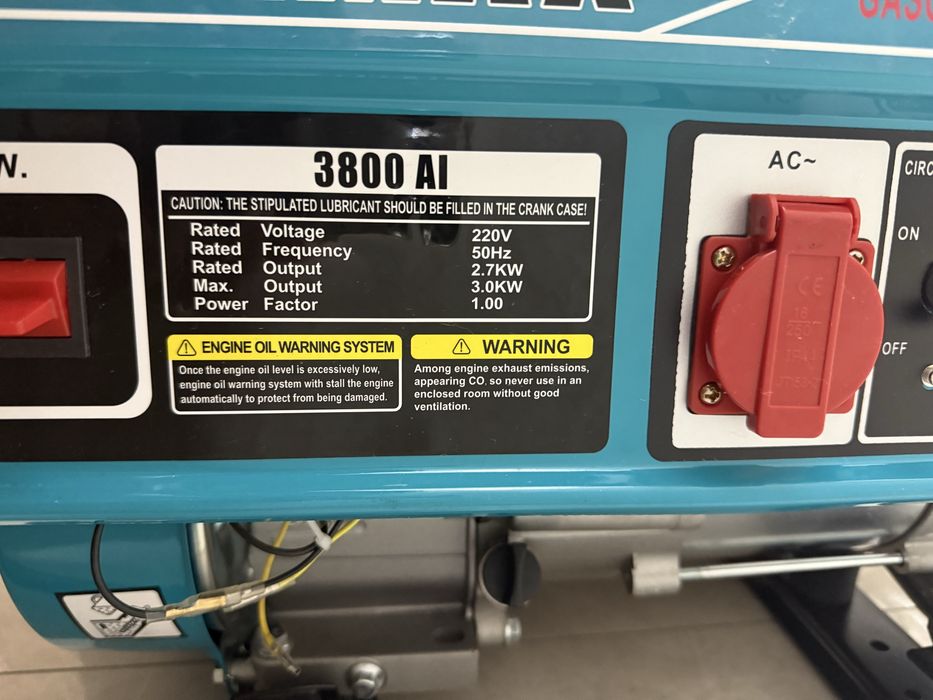 W.
3800 AI
CAUTION: THE STIPULATED LUBRICANT SHOULD BE FILLED IN THE CRANK CASE!
Rated Voltage 220V
Rated Frequency 50Hz
Rated Output 2.7KW
Max. Output 3.0KW
Power Factor 1.00
ENGINE OIL WARNING SYSTEM
Once the engine oil level is excessively low,
engine oil warning system with stall the engine
automatically to protect from being damaged.
WARNING
Among engine exhaust emissions,
appearing CO, so never use in an
enclosed room without good
ventilation.
AC~
CE
16
250~
IP44
CIRC
ON
OFF